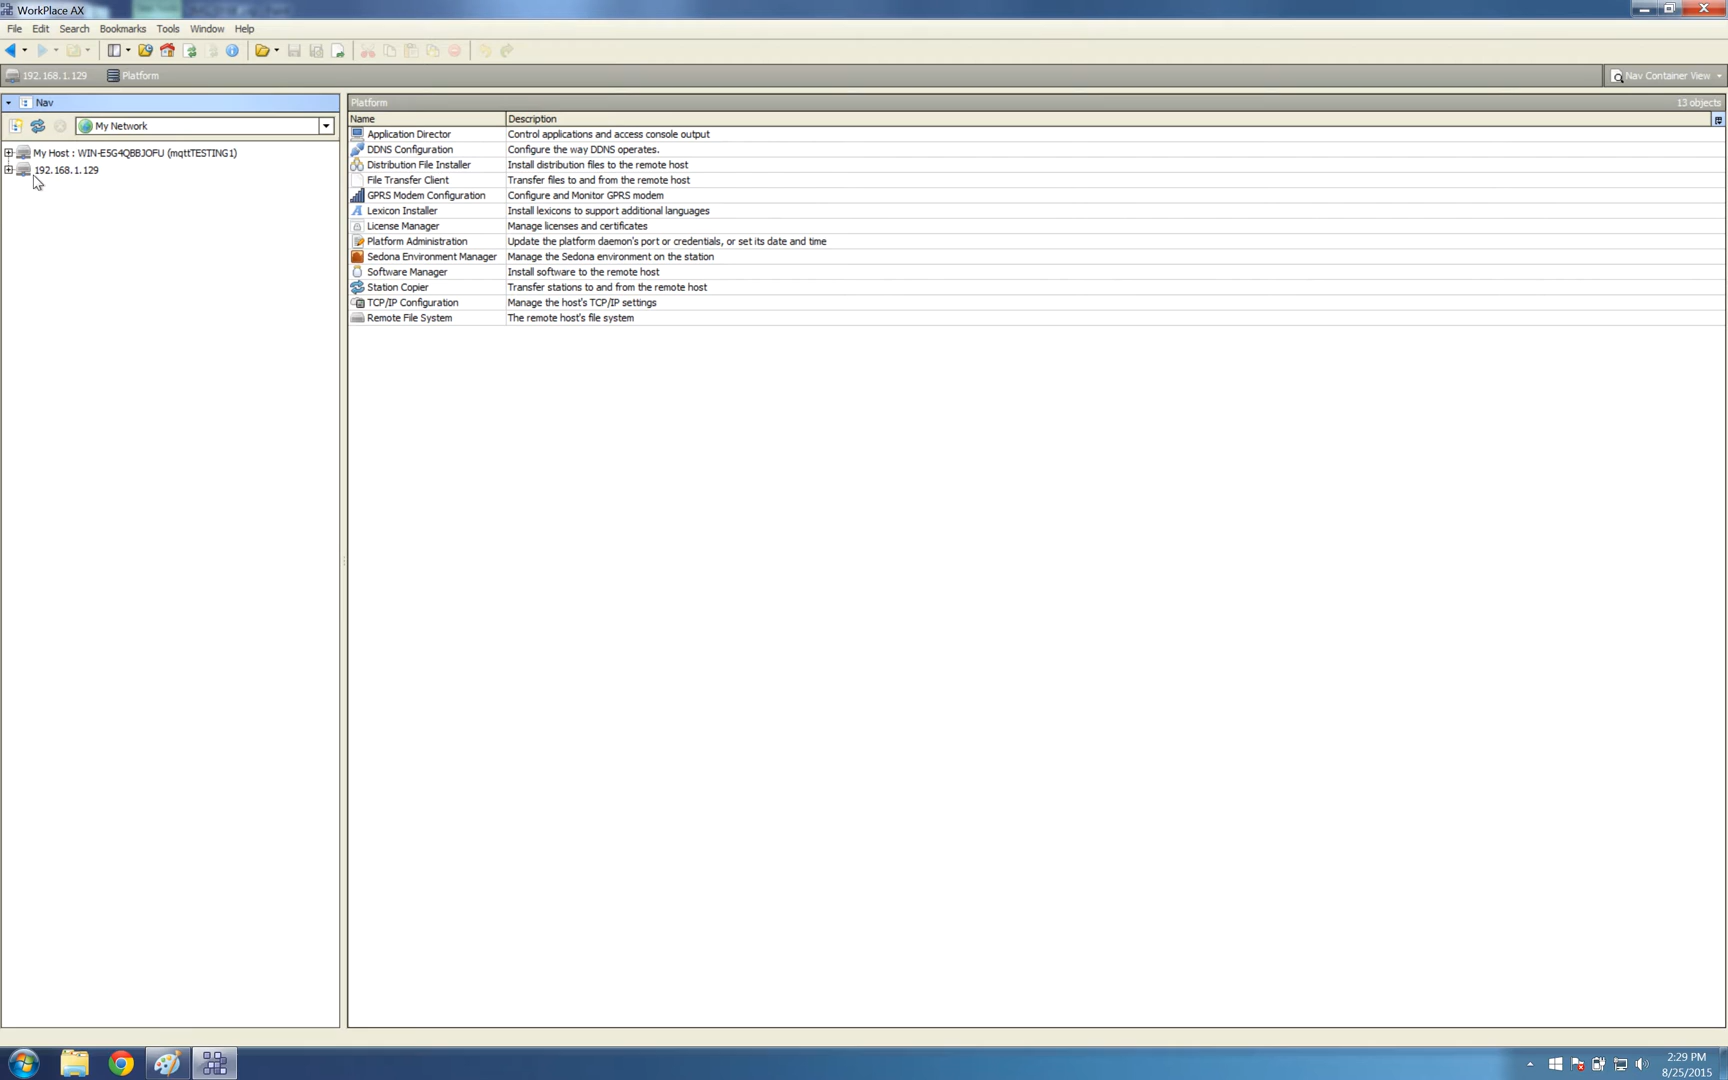 WorkPlace AX
File Edit Search Bookmarks Tools Window Help
192.168.1.129 Platform Nav Container View
Nav
My Network
My Host : WIN-E5G4QBBJOFU (mqttTESTING1)
192.168.1.129
Platform 13 objects
Name Description
Application Director Control applications and access console output
DDNS Configuration Configure the way DDNS operates.
Distribution File Installer Install distribution files to the remote host
File Transfer Client Transfer files to and from the remote host
GPRS Modem Configuration Configure and Monitor GPRS modem
Lexicon Installer Install lexicons to support additional languages
License Manager Manage licenses and certificates
Platform Administration Update the platform daemon's port or credentials, or set its date and time
Sedona Environment Manager Manage the Sedona environment on the station
Software Manager Install software to the remote host
Station Copier Transfer stations to and from the remote host
TCP/IP Configuration Manage the host's TCP/IP settings
Remote File System The remote host's file system
2:29 PM
8/25/2015